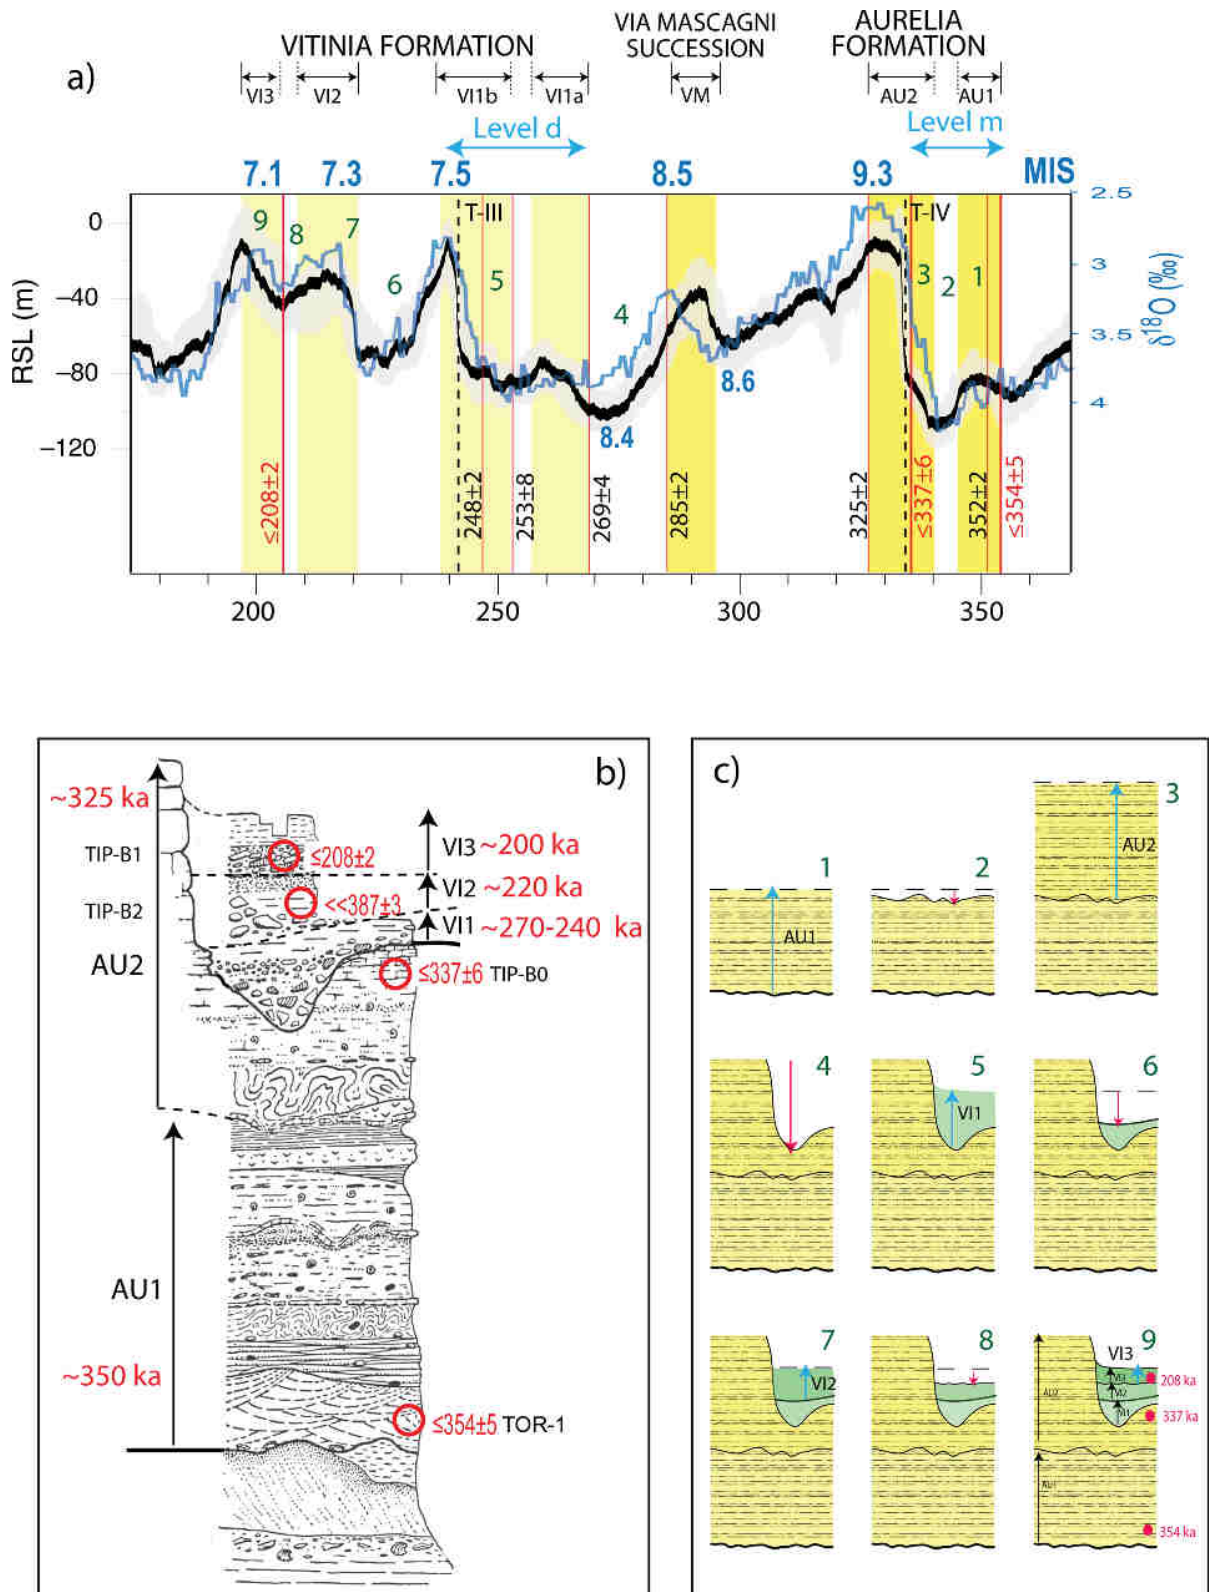 a)
VITINIA FORMATION
VIA MASCAGNI
SUCCESSION
AURELIA
FORMATION
VI3
VI2
VI1b
VI1a
VM
AU2
AU1
Level d
Level m
7.1
7.3
7.5
8.5
9.3
MIS
T-III
T-IV
9
8
7
6
5
4
3
2
1
8.4
8.6
RSL (m)
0
−40
−80
−120
2.5
3
3.5
4
δ18O (‰)
≤208±2
248±2
253±8
269±4
285±2
325±2
≤337±6
352±2
≤354±5
200
250
300
350
b)
~325 ka
TIP-B1
≤208±2
VI3 ~200 ka
TIP-B2
<<387±3
VI2 ~220 ka
VI1 ~270-240 ka
AU2
≤337±6 TIP-B0
AU1
~350 ka
≤354±5 TOR-1
c)
1
AU1
2
3
AU2
4
5
VI1
6
7
VI2
8
9
VI3
VI3
VI2
VI1
AU2
AU1
208 ka
337 ka
354 ka